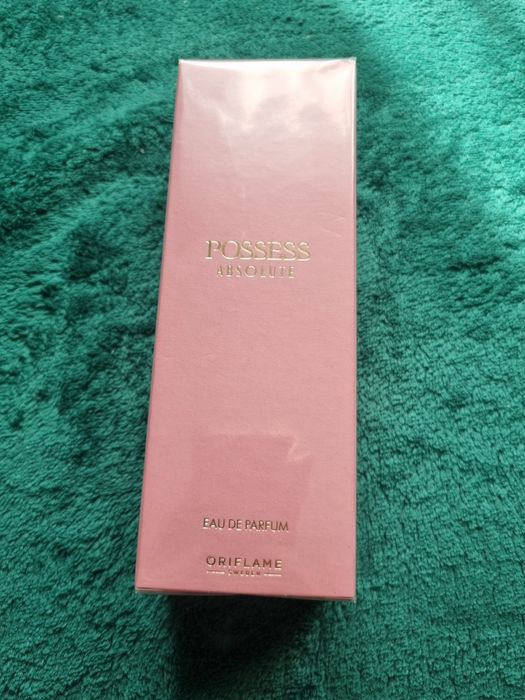 POSSESS
ABSOLUTE
EAU DE PARFUM
ORIFLAME
SWEDEN